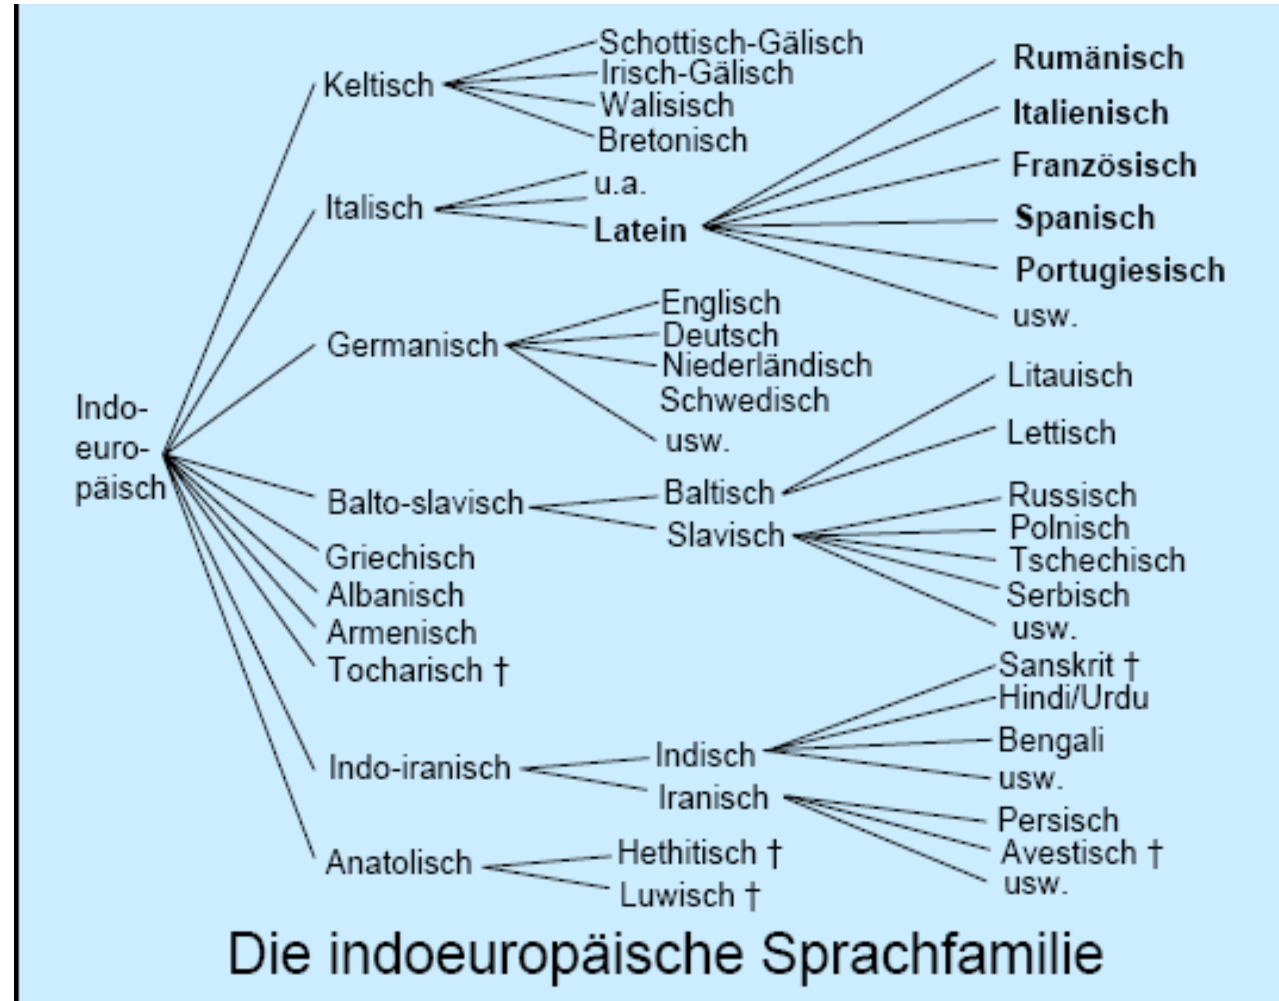 Indo-
euro-
päisch
Keltisch
Schottisch-Gälisch
Irisch-Gälisch
Walisisch
Bretonisch
Italisch
u.a.
Latein
Rumänisch
Italienisch
Französisch
Spanisch
Portugiesisch
usw.
Germanisch
Englisch
Deutsch
Niederländisch
Schwedisch
usw.
Balto-slavisch
Baltisch
Litauisch
Lettisch
Slavisch
Russisch
Polnisch
Tschechisch
Serbisch
usw.
Griechisch
Albanisch
Armenisch
Tocharisch †
Indo-iranisch
Indisch
Sanskrit †
Hindi/Urdu
Bengali
usw.
Iranisch
Persisch
Avestisch †
usw.
Anatolisch
Hethitisch †
Luwisch †
Die indoeuropäische Sprachfamilie